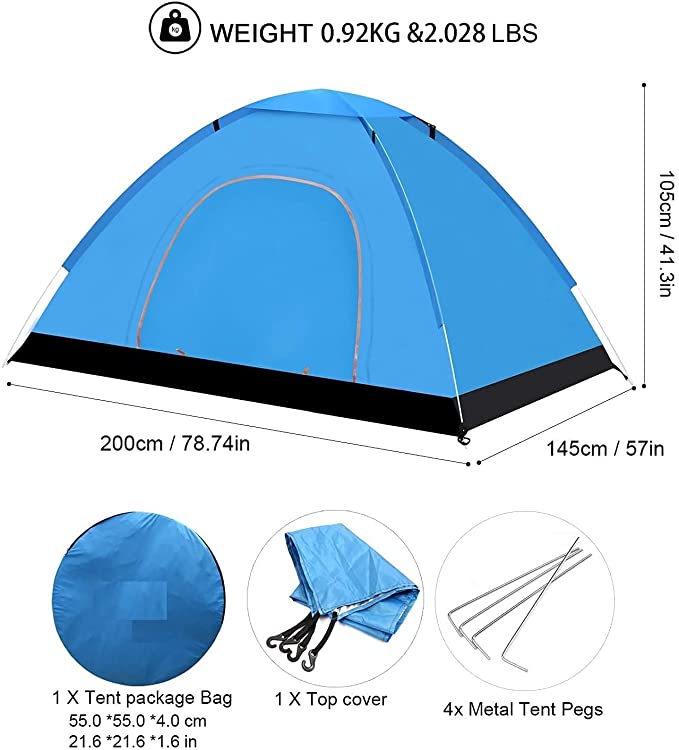 kg
WEIGHT 0.92KG &2.028 LBS
105cm / 41.3in
200cm / 78.74in
145cm / 57in
1 X Tent package Bag
55.0 *55.0 *4.0 cm
21.6 *21.6 *1.6 in
1 X Top cover
4x Metal Tent Pegs